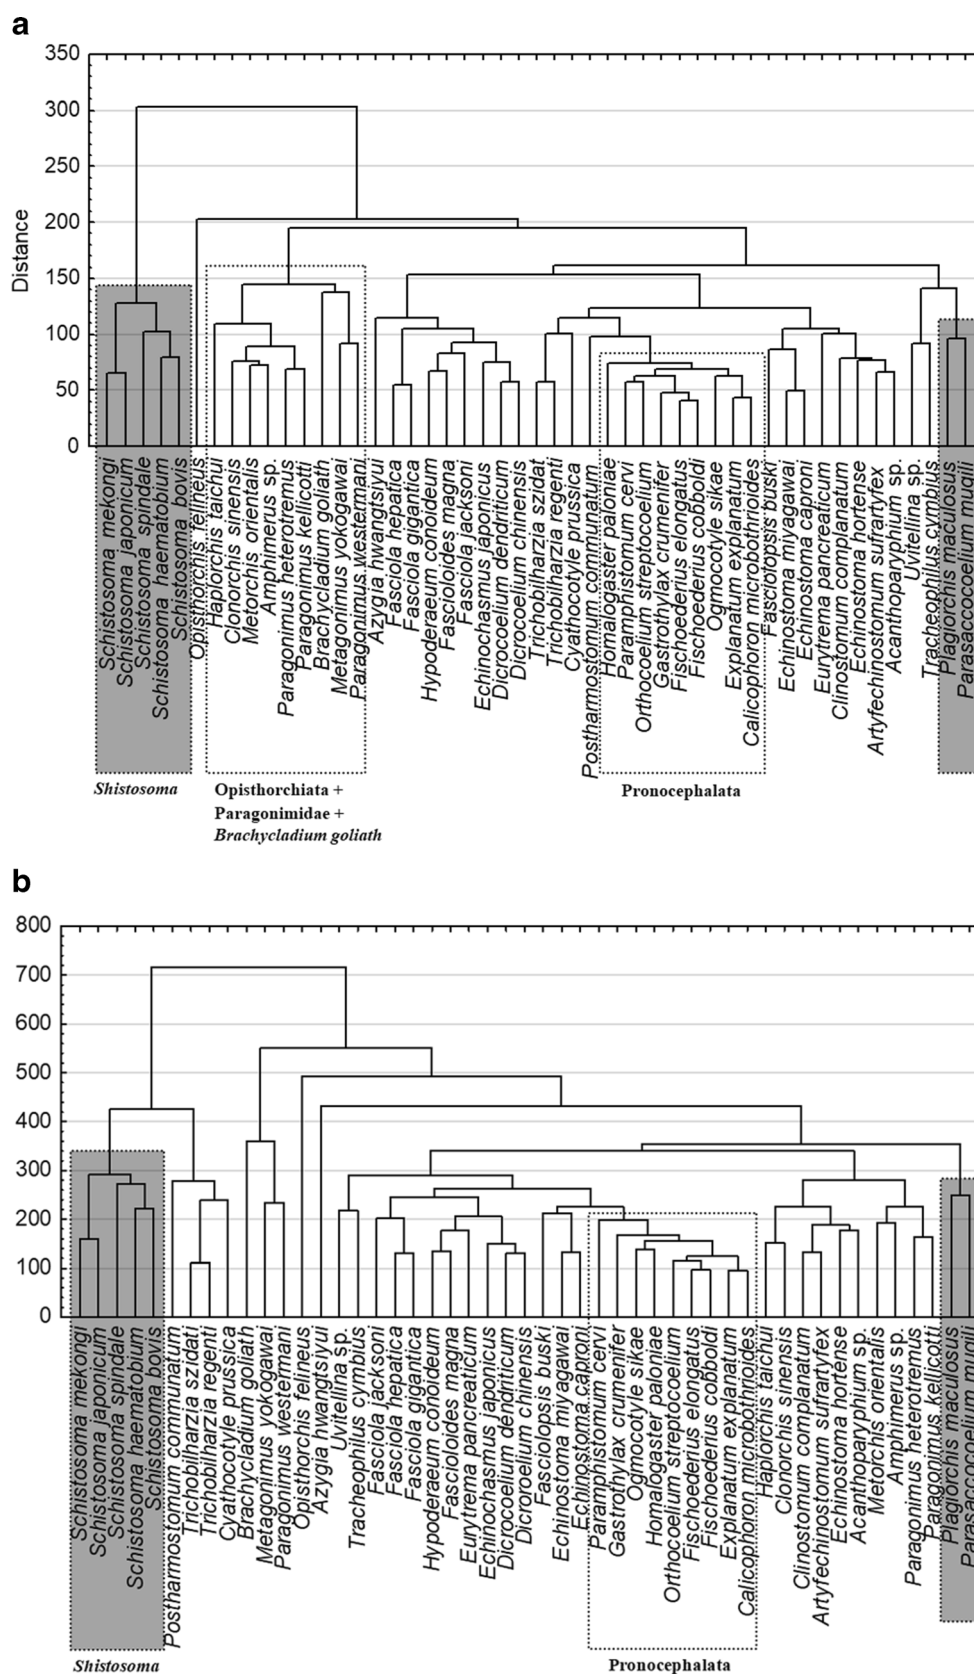 a
350
300
250
200
150
100
50
0
Distance
Schistosoma mekongi
Schistosoma japonicum
Schistosoma spindale
Schistosoma haematobium
Schistosoma bovis
Opisthorchis felineus
Haplorchis taichui
Clonorchis sinensis
Metorchis orientalis
Amphimerus sp.
Paragonimus heterotremus
Paragonimus kellicotti
Brachycladium goliath
Metagonimus yokogawai
Paragonimus westermani
Azygia hwangtsiyui
Fasciola hepatica
Fasciola gigantica
Hypoderaeum conoideum
Fascioloides magna
Fasciola jacksoni
Echinochasmus japonicus
Dicrocoelium dendriticum
Dicrocoelium chinensis
Trichobilharzia szidat
Trichobilharzia regenti
Cyathocotyle prussica
Postharmostomum communatum
Homalogaster paloniae
Paramphistomum cervi
Orthocoelium streptocoelium
Gastrothylax crumenifer
Fischoederius elongatus
Fischoederius cobboldi
Ogmocotyle sikae
Explanatum explanatum
Calicophoron microbothrioides
Fasciolopsis buski
Echinostoma miyagawai
Echinostoma caproni
Eurytrema pancreaticum
Clinostomum complanatum
Echinostoma hortense
Artyfechinostomum sufrartyfex
Acanthoparyphium sp.
Uvitellina sp.
Tracheophilus cymbius
Plagiorchis maculosus
Parasaccocoelium mugili
Shistosoma
Opisthorchiata +
Paragonimidae +
Brachycladium goliath
Pronocephalata
b
800
700
600
500
400
300
200
100
0
Schistosoma mekongi
Schistosoma japonicum
Schistosoma spindale
Schistosoma haematobium
Schistosoma bovis
Postharmostomum communatum
Trichobilharzia szidati
Trichobilharzia regenti
Cyathocotyle prussica
Brachycladium goliath
Metagonimus yokogawai
Paragonimus westermani
Opisthorchis felineus
Azygia hwangtsiyui
Uvitellina sp.
Tracheophilus cymbius
Fasciola jacksoni
Fasciola hepatica
Fasciola gigantica
Hypoderaeum conoideum
Fascioloides magna
Eurytrema pancreaticum
Echinochasmus japonicus
Dicrocoelium dendriticum
Dicrocoelium chinensis
Fasciolopsis buski
Echinostoma miyagawai
Echinostoma caproni
Paramphistomum cervi
Gastrothylax crumenifer
Ogmocotyle sikae
Homalogaster paloniae
Orthocoelium streptocoelium
Fischoederius elongatus
Fischoederius cobboldi
Explanatum explanatum
Calicophoron microbothrioides
Haplorchis taichui
Clonorchis sinensis
Clinostomum complanatum
Artyfechinostomum sufrartyfex
Echinostoma hortense
Acanthoparyphium sp.
Metorchis orientalis
Amphimerus sp.
Paragonimus heterotremus
Paragonimus kellicotti
Plagiorchis maculosus
Shistosoma
Pronocephalata